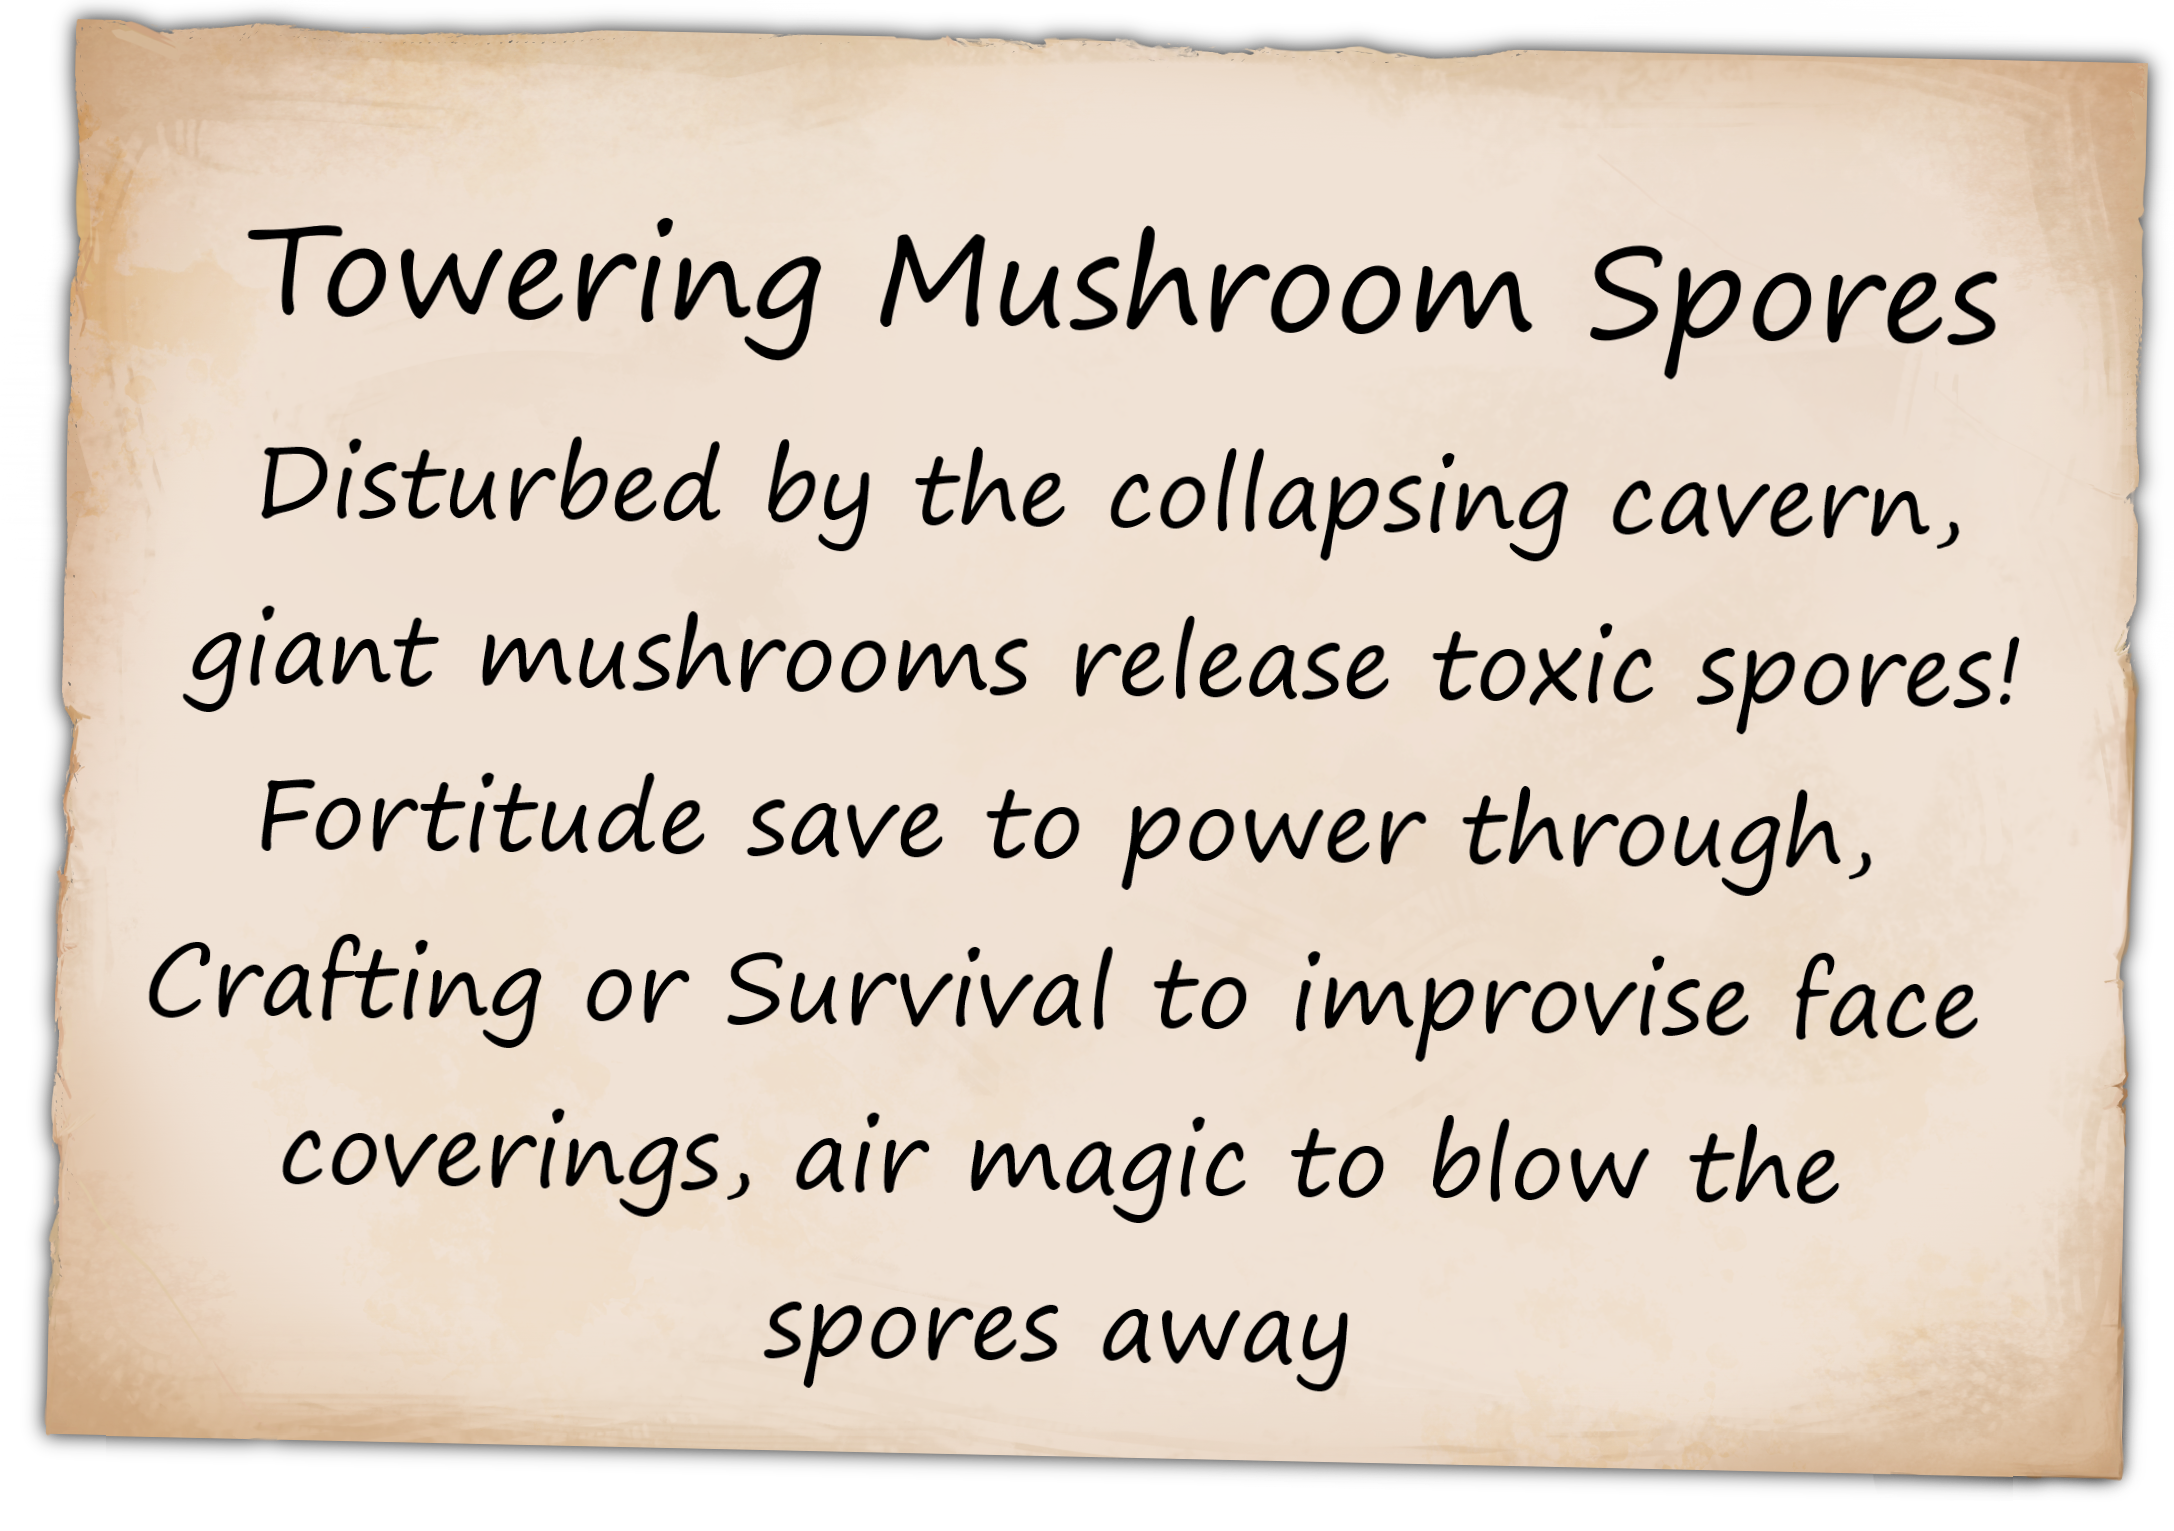 Towering Mushroom Spores
Disturbed by the collapsing cavern,
giant mushrooms release toxic spores!
Fortitude save to power through,
Crafting or Survival to improvise face
coverings, air magic to blow the
spores away